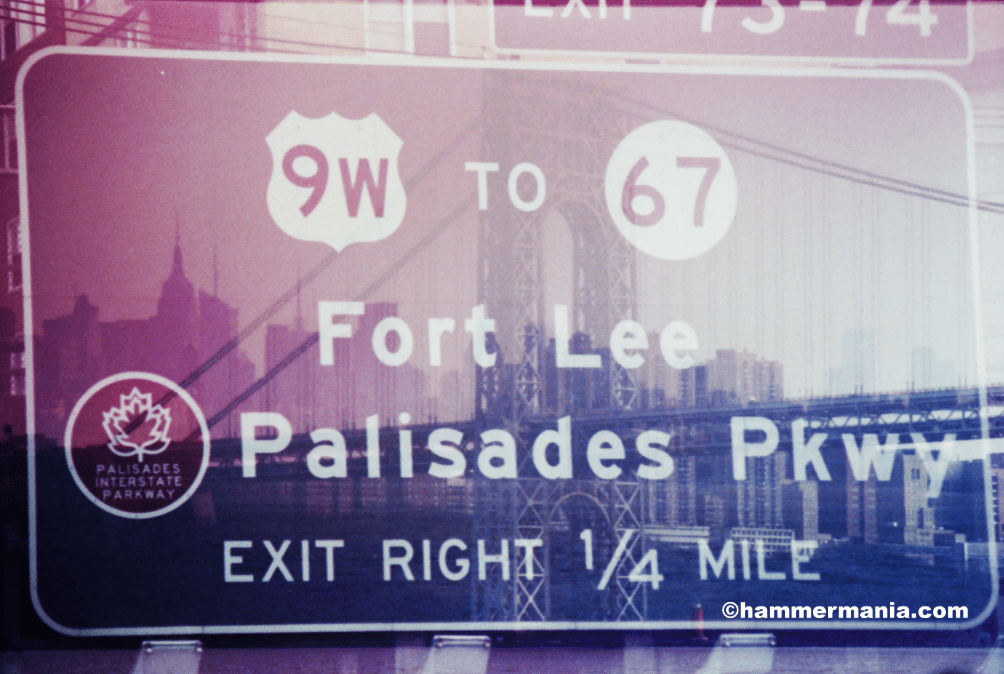 EXIT 73-74
9W TO 67
Fort Lee
PALISADES
INTERSTATE
PARKWAY
Palisades Pkwy
EXIT RIGHT 1/4 MILE
©hammermania.com